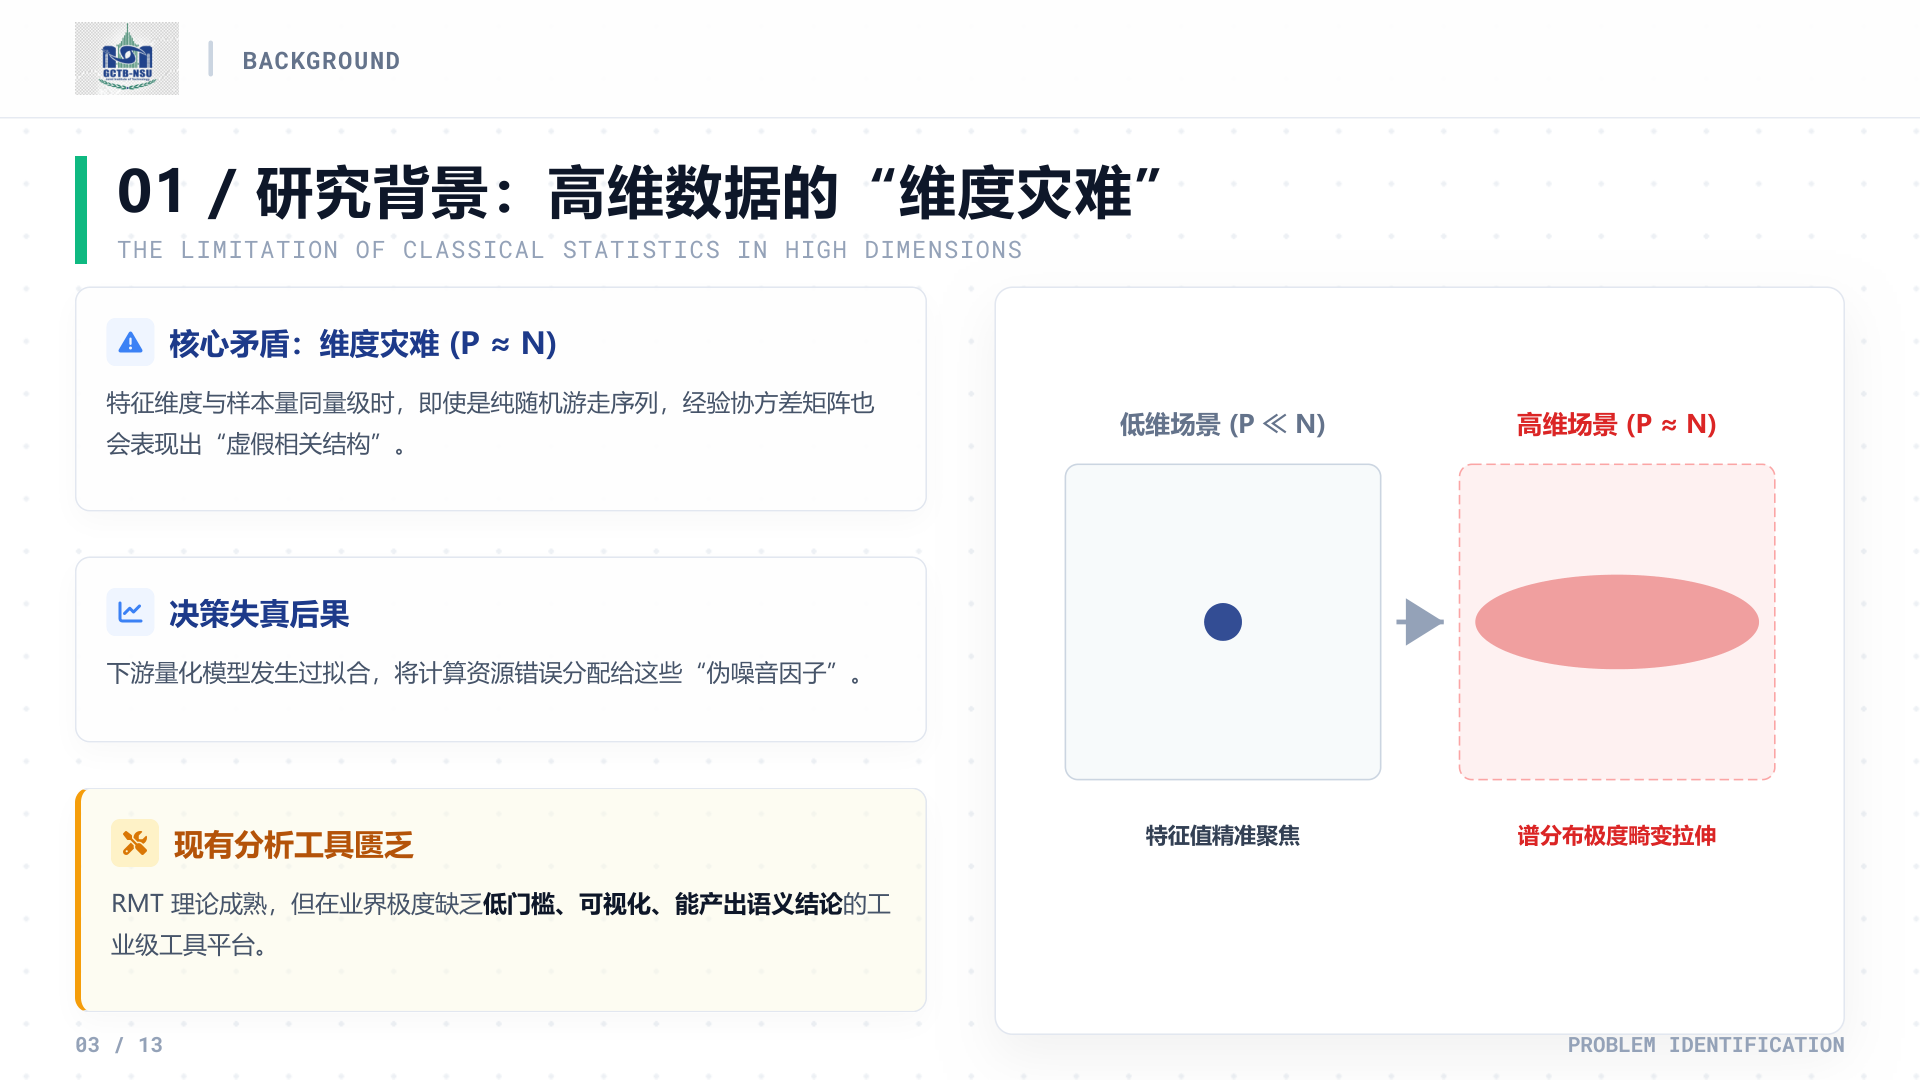 GCTB-NSU
BACKGROUND
01 / 研究背景：高维数据的“维度灾难”
THE LIMITATION OF CLASSICAL STATISTICS IN HIGH DIMENSIONS
核心矛盾：维度灾难 (P ≈ N)
特征维度与样本量同量级时，即使是纯随机游走序列，经验协方差矩阵也
会表现出“虚假相关结构”。
决策失真后果
下游量化模型发生过拟合，将计算资源错误分配给这些“伪噪音因子”。
现有分析工具匮乏
RMT 理论成熟，但在业界极度缺乏低门槛、可视化、能产出语义结论的工
业级工具平台。
低维场景 (P ≪ N)
高维场景 (P ≈ N)
特征值精准聚焦
谱分布极度畸变拉伸
03 / 13
PROBLEM IDENTIFICATION